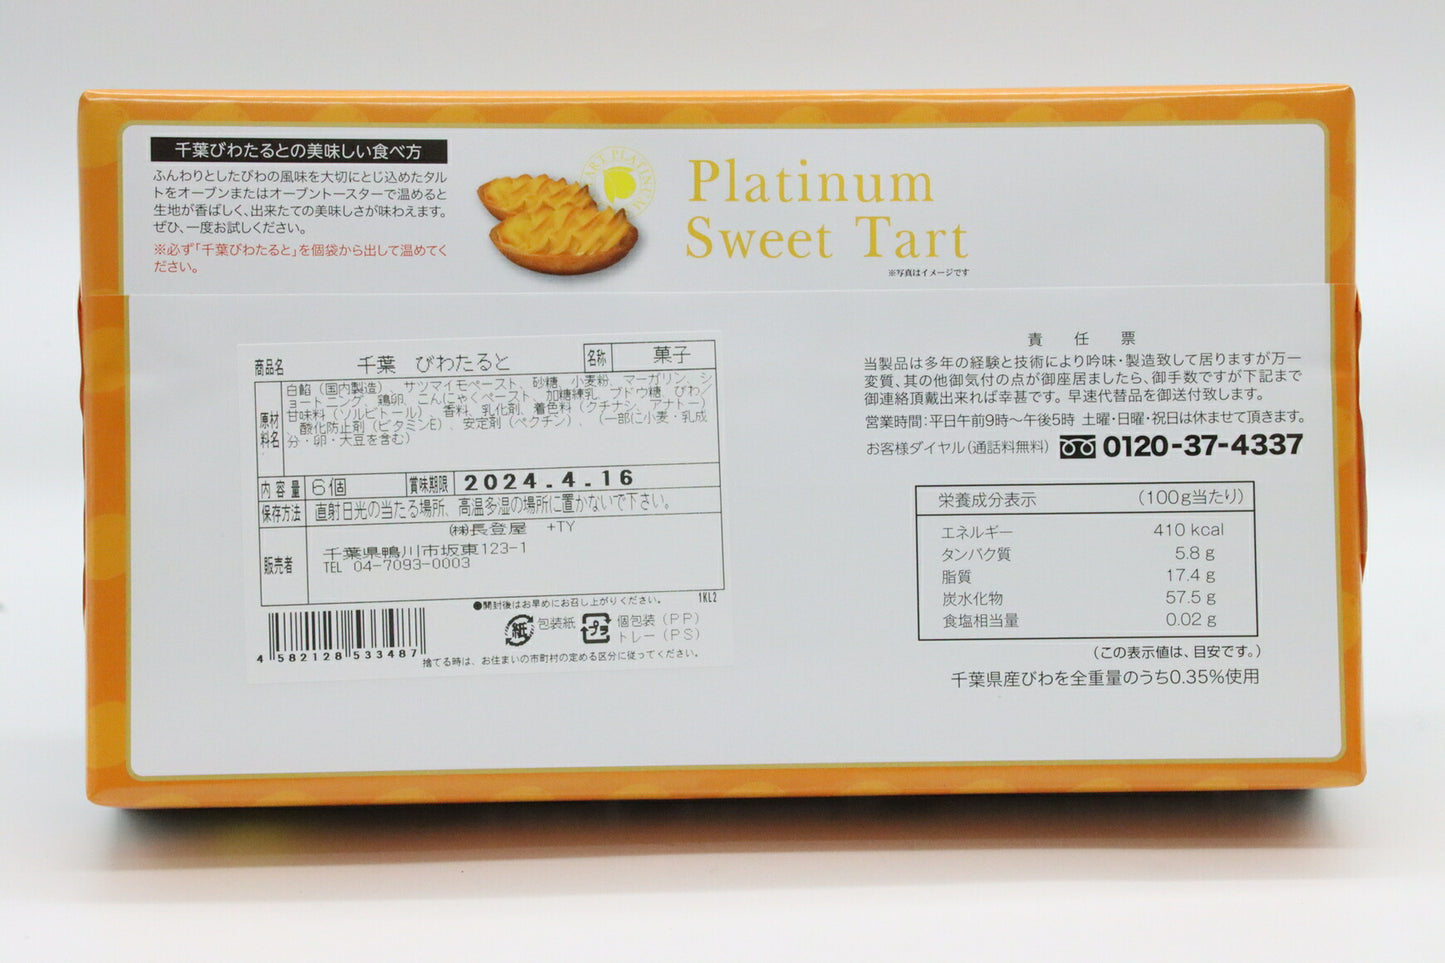 千葉びわたるとの美味しい食べ方
ふんわりとしたびわの風味を大切にとじ込めたタル
トをオーブンまたはオーブントースターで温めると
生地が香ばしく、出来たての美味しさが味わえます。
ぜひ、一度お試しください。
※必ず「千葉びわたると」を個袋から出して温めてく
ださい。
TART PLATINUM
Platinum
Sweet Tart
※写真はイメージです
商品名 千葉 びわたると 名称 菓子
原材料名 白餡（国内製造）、サツマイモペースト、砂糖、小麦粉、マーガリン、シ
ョートニング、鶏卵、こんにゃくペースト、加糖練乳、ブドウ糖、びわ、
甘味料（ソルビトール）、香料、乳化剤、着色料（クチナシ、アナトー）
、酸化防止剤（ビタミンE）、安定剤（ペクチン）、（一部に小麦・乳成
分・卵・大豆を含む）
内容量 6個 賞味期限 2024.4.16
保存方法 直射日光の当たる場所、高温多湿の場所に置かないで下さい。
販売者 ㈱長登屋 +TY
千葉県鴨川市坂東123-1
TEL 04-7093-0003
●開封後はお早めにお召し上がりください。 1KL2
紙 包装紙 プラ 個包装（PP）
トレー（PS）
4 582128 533487
捨てる時は、お住まいの市町村の定める区分に従ってください。
責任票
当製品は多年の経験と技術により吟味・製造致して居りますが万一
変質、其の他御気付の点が御座居ましたら、御手数ですが下記まで
御連絡頂戴出来れば幸甚です。早速代替品を御送付致します。
営業時間：平日午前9時〜午後5時 土曜・日曜・祝日は休ませて頂きます。
お客様ダイヤル（通話料無料） 0120-37-4337
栄養成分表示 （100g当たり）
エネルギー 410 kcal
タンパク質 5.8 g
脂質 17.4 g
炭水化物 57.5 g
食塩相当量 0.02 g
（この表示値は、目安です。）
千葉県産びわを全重量のうち0.35%使用